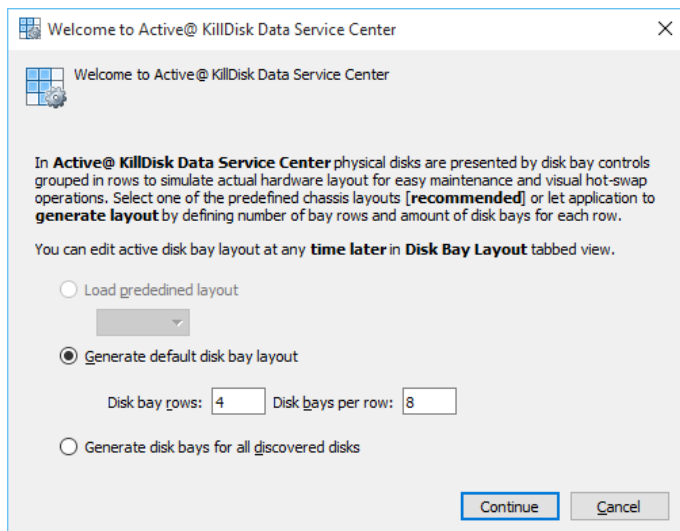 Welcome to Active@ KillDisk Data Service Center
Welcome to Active@ KillDisk Data Service Center
In Active@ KillDisk Data Service Center physical disks are presented by disk bay controls
grouped in rows to simulate actual hardware layout for easy maintenance and visual hot-swap
operations. Select one of the predefined chassis layouts [recommended] or let application to
generate layout by defining number of bay rows and amount of disk bays for each row.
You can edit active disk bay layout at any time later in Disk Bay Layout tabbed view.
Load prededined layout
Generate default disk bay layout
Disk bay rows: 4 Disk bays per row: 8
Generate disk bays for all discovered disks
Continue Cancel